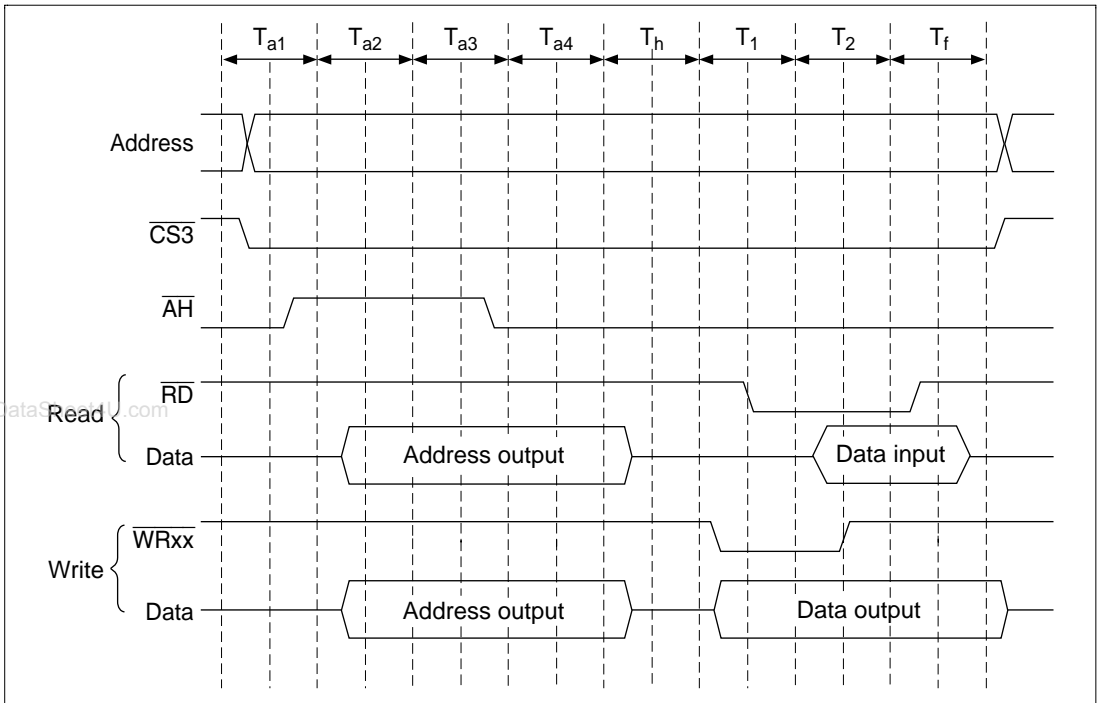 Ta1 Ta2 Ta3 Ta4 Th T1 T2 Tf
Address
CS3
AH
RD
Read
Data Address output Data input
WRxx
Write
Data Address output Data output